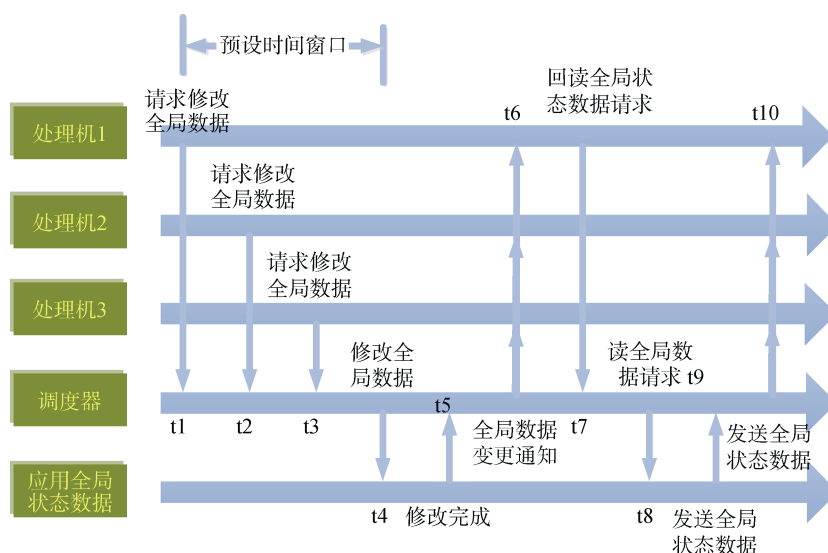 预设时间窗口
请求修改
全局数据
回读全局状
态数据请求
t6
t10
处理机1
请求修改
全局数据
处理机2
请求修改
全局数据
处理机3
修改全
局数据
读全局数
据请求 t9
调度器
t1
t2
t3
t5
全局数据
变更通知
t7
发送全局
状态数据
应用全局
状态数据
t4
修改完成
t8
发送全局
状态数据